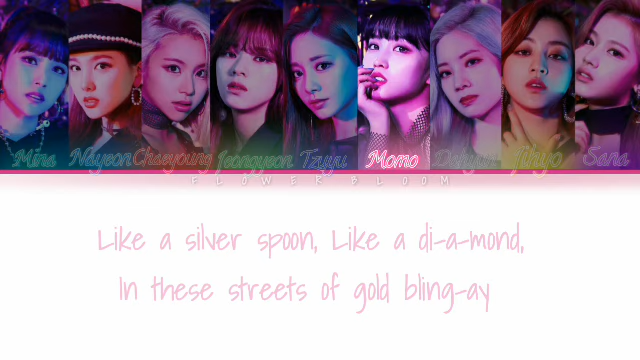 Mina Nayeon Chaeyoung Jeongyeon Tzuyu Momo Dahyun Jihyo Sana
FLOWER BLOOM
Like a silver spoon, Like a di-a-mond,
In these streets of gold bling-ay